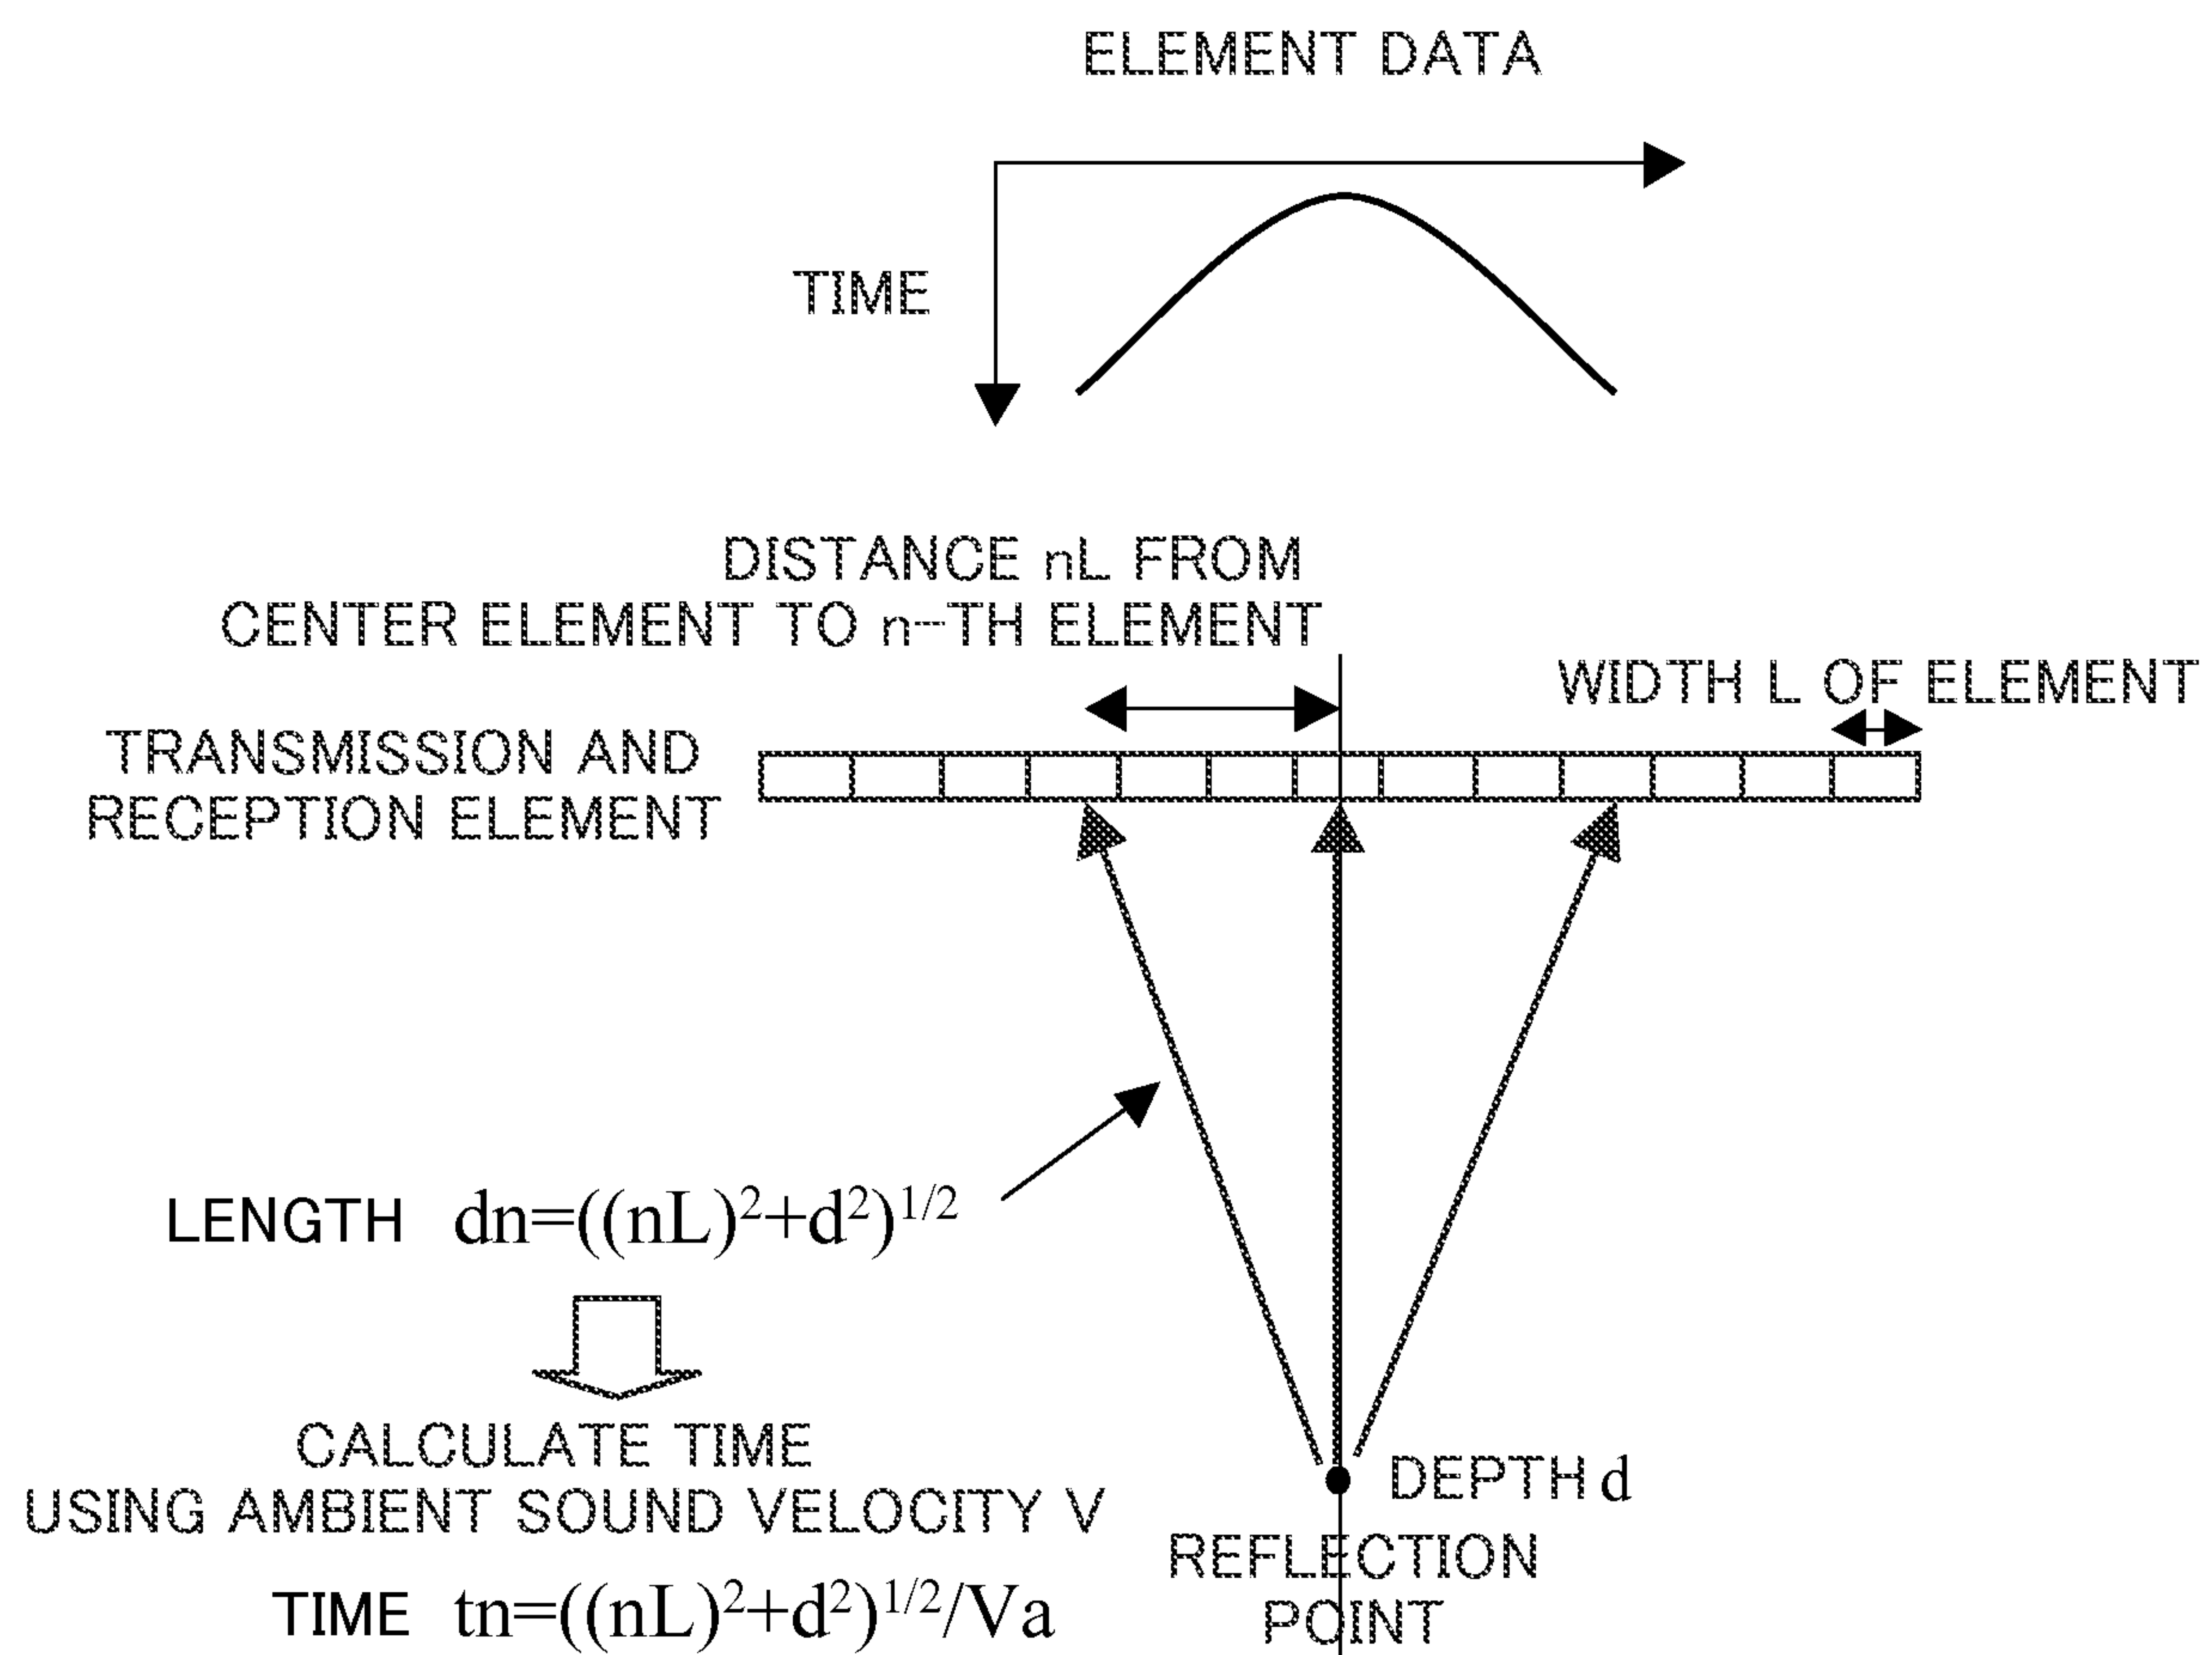 ELEMENT DATA
TIME
DISTANCE nL FROM
CENTER ELEMENT TO n-TH ELEMENT
WIDTH L OF ELEMENT
TRANSMISSION AND
RECEPTION ELEMENT
LENGTH dn=((nL)²+d²)¹/²
CALCULATE TIME
USING AMBIENT SOUND VELOCITY V
TIME tn=((nL)²+d²)¹/²/Va
DEPTH d
REFLECTION
POINT